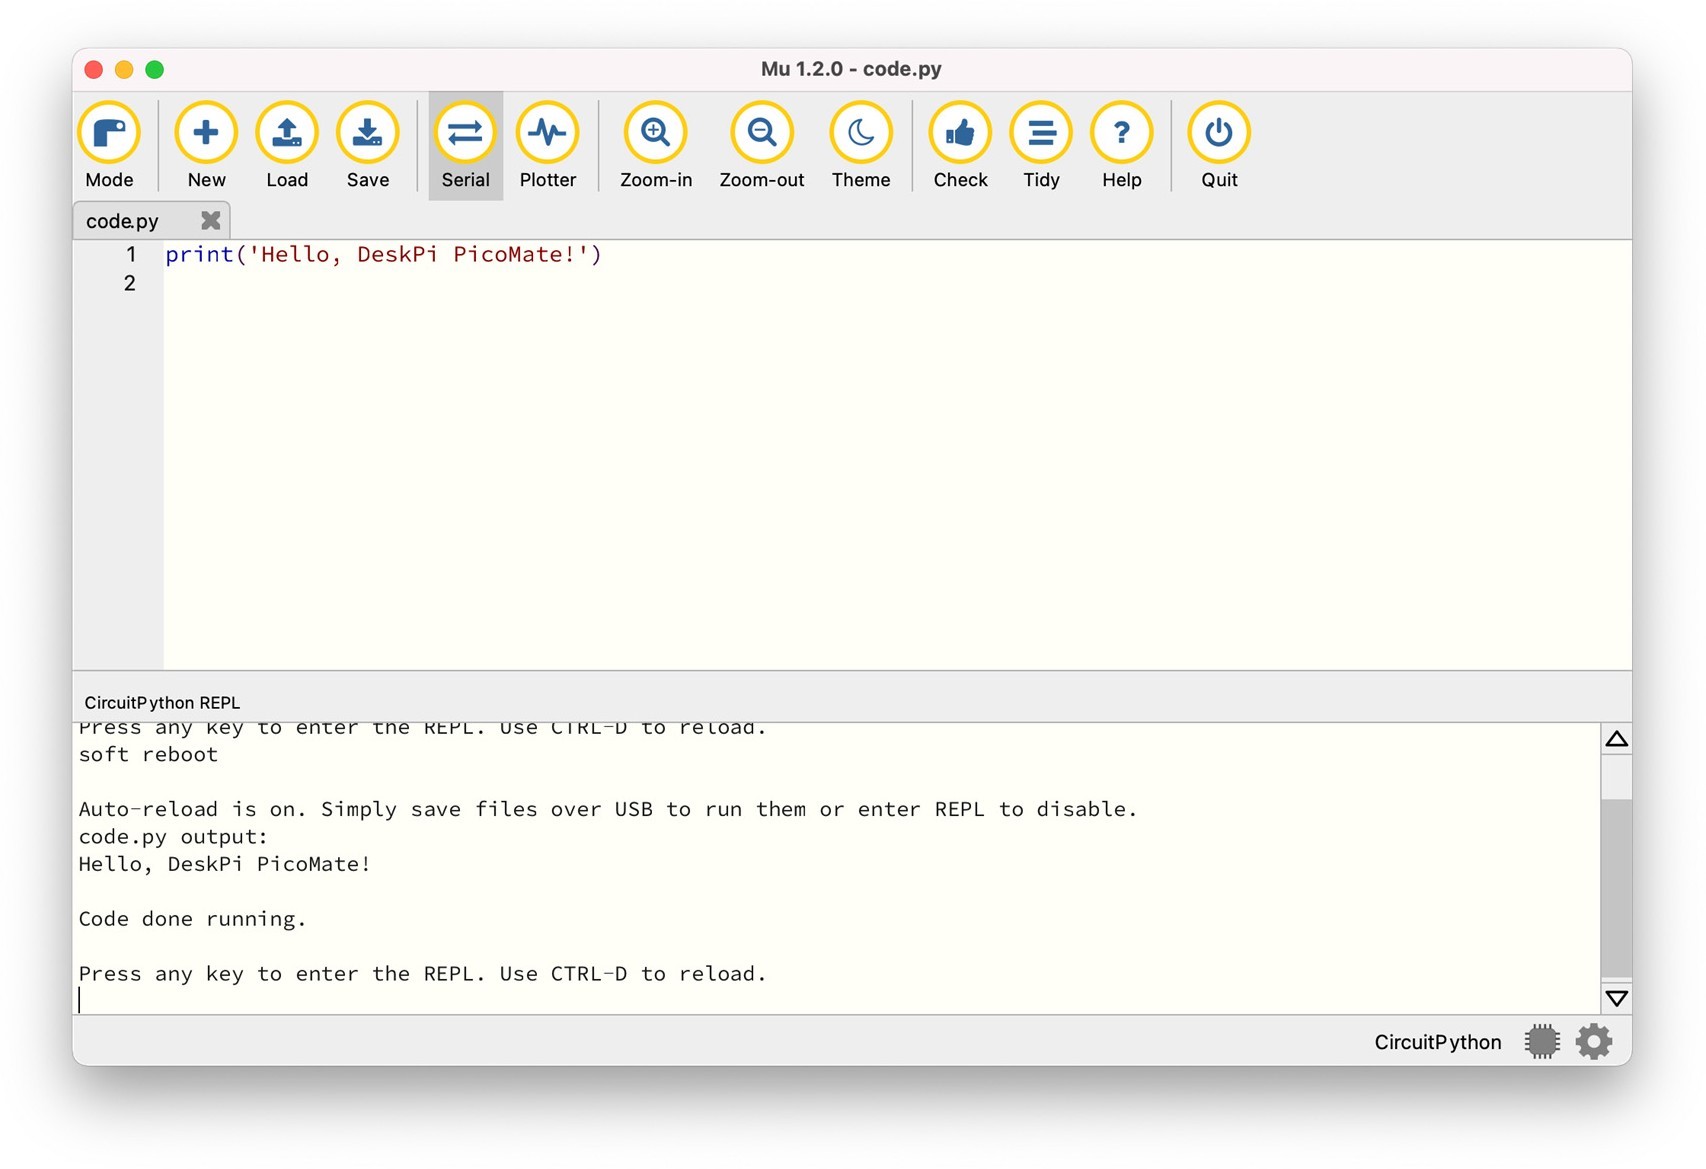 Mu 1.2.0 - code.py
Mode New Load Save Serial Plotter Zoom-in Zoom-out Theme Check Tidy Help Quit
code.py
1 print('Hello, DeskPi PicoMate!')
2
CircuitPython REPL
Press any key to enter the REPL. Use CTRL-D to reload.
soft reboot
Auto-reload is on. Simply save files over USB to run them or enter REPL to disable.
code.py output:
Hello, DeskPi PicoMate!
Code done running.
Press any key to enter the REPL. Use CTRL-D to reload.
CircuitPython